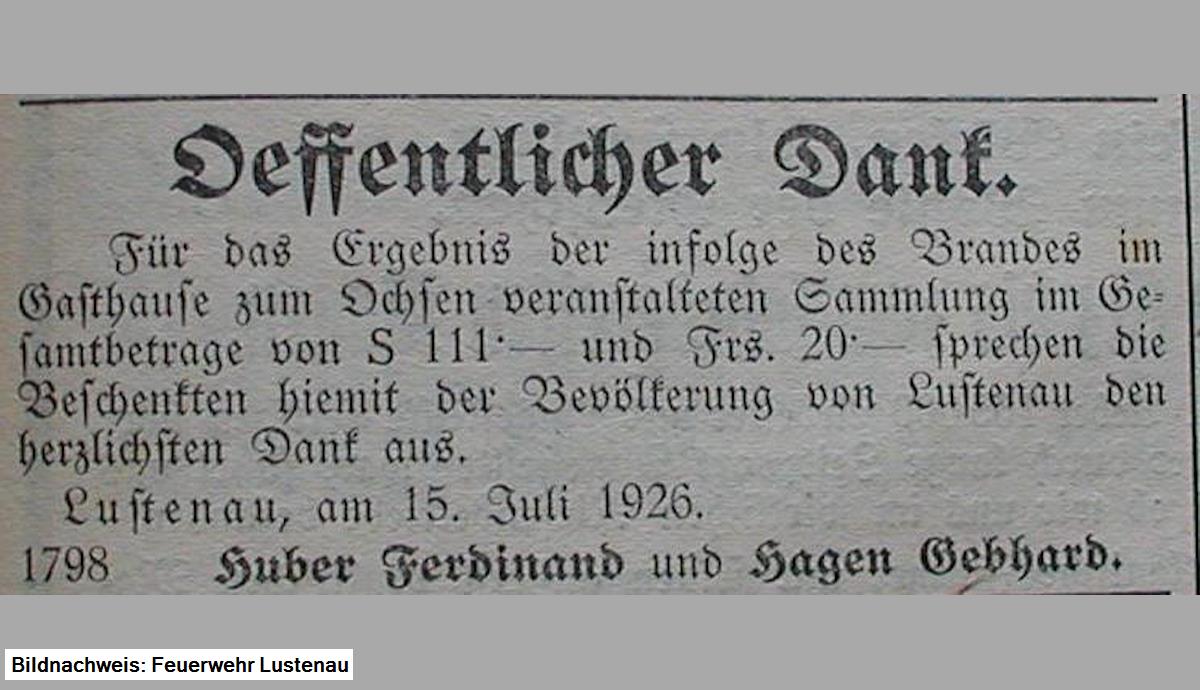 Oeffentlicher Dank.
Für das Ergebnis der infolge des Brandes im
Gasthause zum Ochsen veranstalteten Sammlung im Ge-
samtbetrage von S 111·— und Frs. 20·— sprechen die
Beschenkten hiemit der Bevölkerung von Lustenau den
herzlichsten Dank aus.
Lustenau, am 15. Juli 1926.
1798 Huber Ferdinand und Hagen Gebhard.
Bildnachweis: Feuerwehr Lustenau